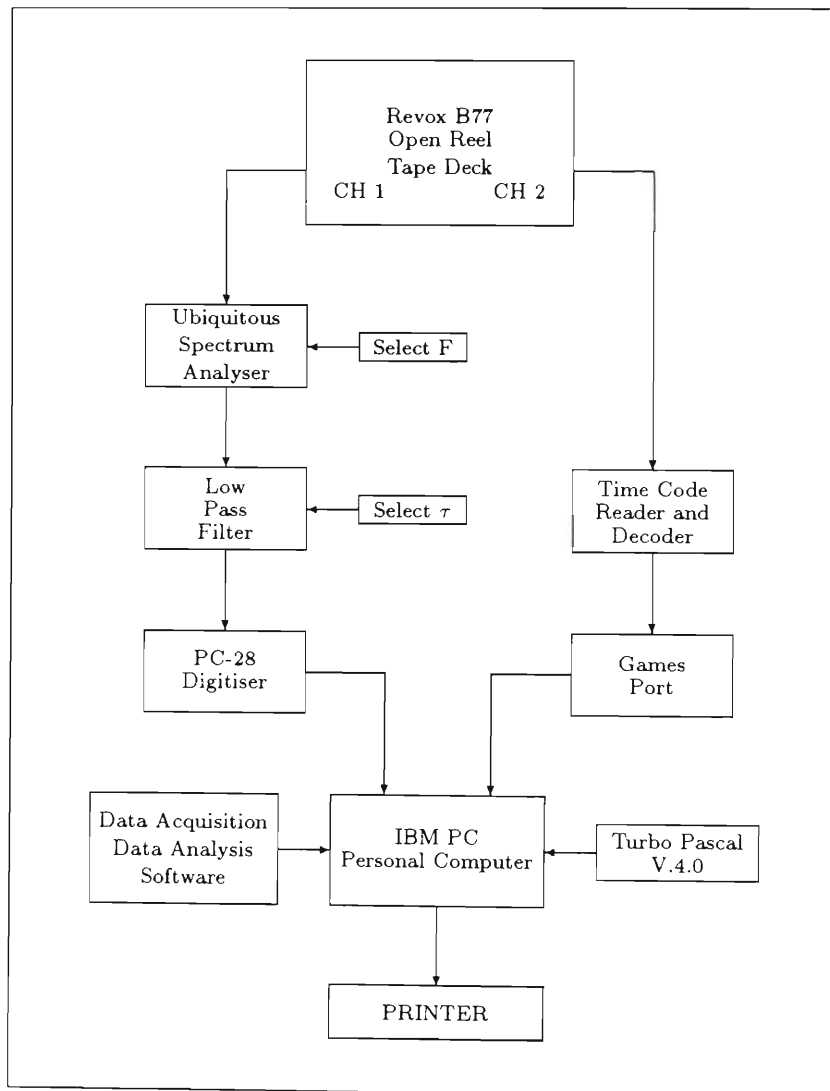 Revox B77
Open Reel
Tape Deck
CH 1 CH 2
Ubiquitous
Spectrum
Analyser
Select F
Low
Pass
Filter
Select τ
Time Code
Reader and
Decoder
PC-28
Digitiser
Games
Port
Data Acquisition
Data Analysis
Software
IBM PC
Personal Computer
Turbo Pascal
V.4.0
PRINTER